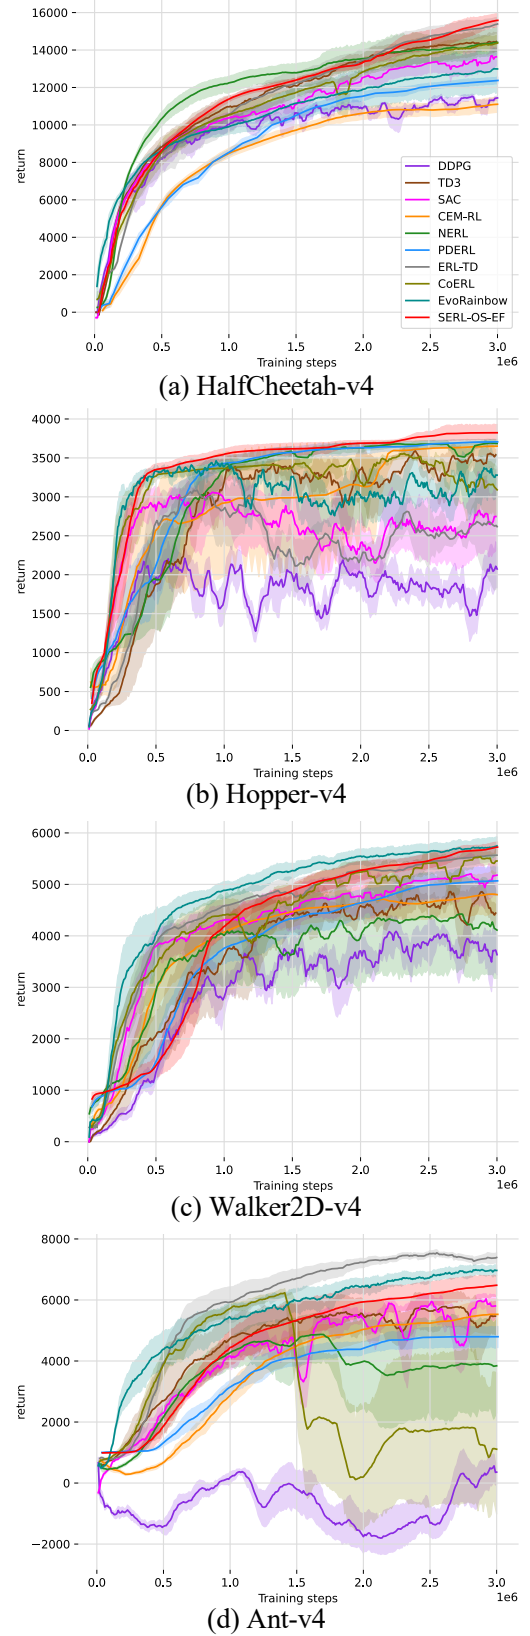 16000
14000
12000
10000
8000
6000
4000
2000
0
return
DDPG
TD3
SAC
CEM-RL
NERL
PDERL
ERL-TD
CoERL
EvoRainbow
SERL-OS-EF
0.0 0.5 1.0 1.5 2.0 2.5 3.0
Training steps 1e6
(a) HalfCheetah-v4
4000
3500
3000
2500
2000
1500
1000
500
0
return
0.0 0.5 1.0 1.5 2.0 2.5 3.0
Training steps 1e6
(b) Hopper-v4
6000
5000
4000
3000
2000
1000
0
return
0.0 0.5 1.0 1.5 2.0 2.5 3.0
Training steps 1e6
(c) Walker2D-v4
8000
6000
4000
2000
0
−2000
return
0.0 0.5 1.0 1.5 2.0 2.5 3.0
Training steps 1e6
(d) Ant-v4